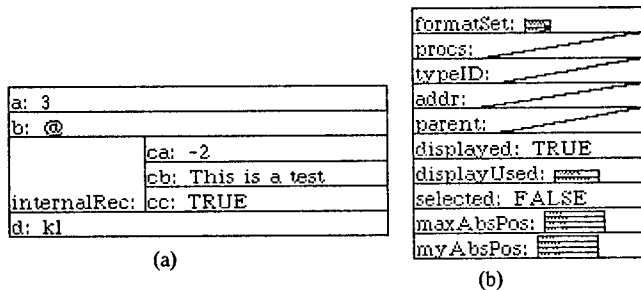 a: 3
b: @
internalRec:
ca: -2
cb: This is a test
cc: TRUE
d: kl
(a)
formatSet:
procs:
typeID:
addr:
parent:
displayed: TRUE
displayUsed:
selected: FALSE
maxAbsPos:
myAbsPos:
(b)